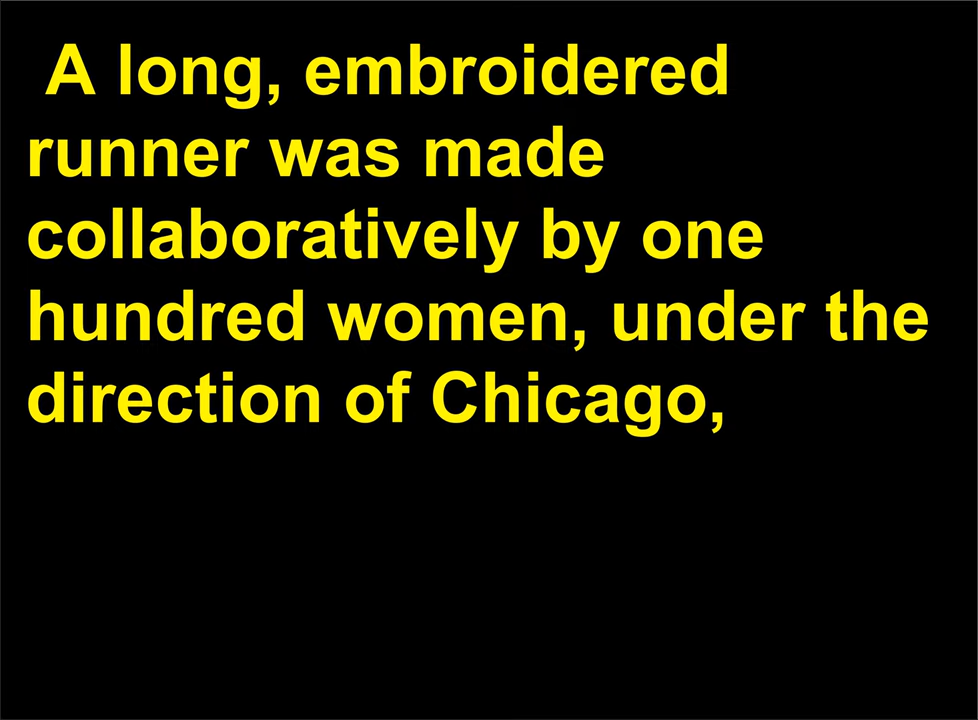 A long, embroidered
runner was made
collaboratively by one
hundred women, under the
direction of Chicago,